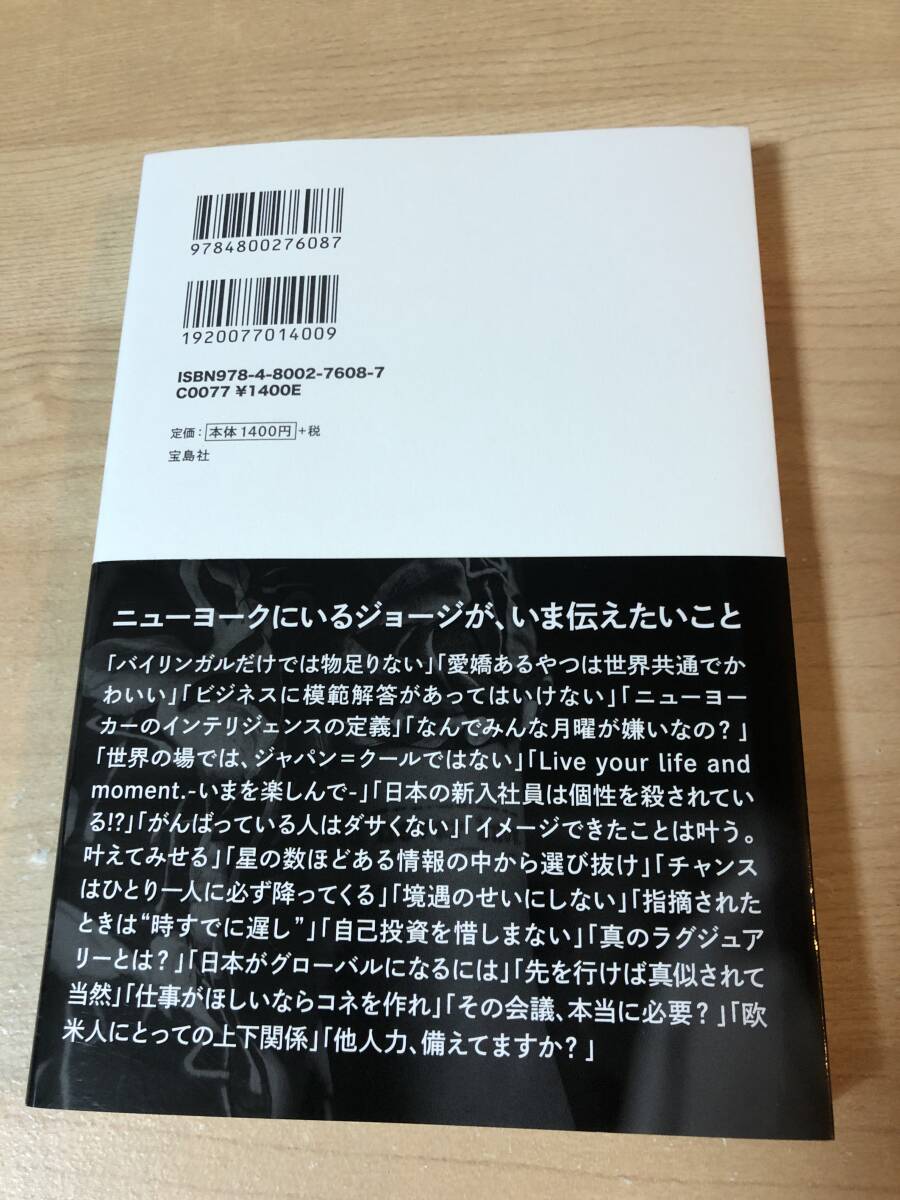 9784800276087
1920077014009
ISBN978-4-8002-7608-7
C0077 ¥1400E
定価：本体1400円+税
宝島社
ニューヨークにいるジョージが、いま伝えたいこと
「バイリンガルだけでは物足りない」「愛嬌あるやつは世界共通でか
わいい」「ビジネスに模範解答があってはいけない」「ニューヨー
カーのインテリジェンスの定義」「なんでみんな月曜が嫌いなの？」
「世界の場では、ジャパン＝クールではない」「Live your life and
moment.-いまを楽しんで-」「日本の新入社員は個性を殺されてい
る!?」「がんばっている人はダサくない」「イメージできたことは叶う。
叶えてみせる」「星の数ほどある情報の中から選び抜け」「チャンス
はひとり一人に必ず降ってくる」「境遇のせいにしない」「指摘された
ときは“時すでに遅し”」「自己投資を惜しまない」「真のラグジュア
リーとは？」「日本がグローバルになるには」「先を行けば真似されて
当然」「仕事がほしいならコネを作れ」「その会議、本当に必要？」「欧
米人にとっての上下関係」「他人力、備えてますか？」